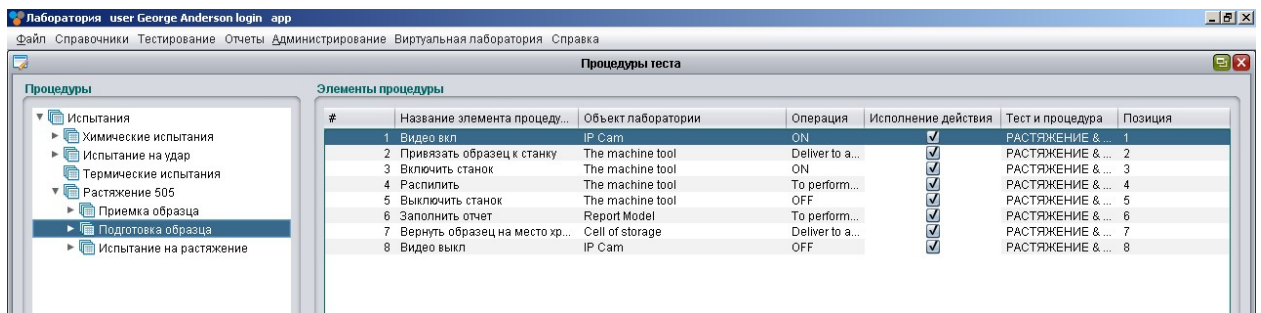 Лаборатория user George Anderson login app
Файл Справочники Тестирование Отчеты Администрирование Виртуальная лаборатория Справка
Процедуры теста
Процедуры
Испытания
Химические испытания
Испытание на удар
Термические испытания
Растяжение 505
Приемка образца
Подготовка образца
Испытание на растяжение
Элементы процедуры
# Название элемента процеду... Объект лаборатории Операция Исполнение действия Тест и процедура Позиция
1 Видео вкл IP Cam ON РАСТЯЖЕНИЕ & ... 1
2 Привязать образец к станку The machine tool Deliver to a... РАСТЯЖЕНИЕ & ... 2
3 Включить станок The machine tool ON РАСТЯЖЕНИЕ & ... 3
4 Распилить The machine tool To perform... РАСТЯЖЕНИЕ & ... 4
5 Выключить станок The machine tool OFF РАСТЯЖЕНИЕ & ... 5
6 Заполнить отчет Report Model To perform... РАСТЯЖЕНИЕ & ... 6
7 Вернуть образец на место хр... Cell of storage Deliver to a... РАСТЯЖЕНИЕ & ... 7
8 Видео выкл IP Cam OFF РАСТЯЖЕНИЕ & ... 8